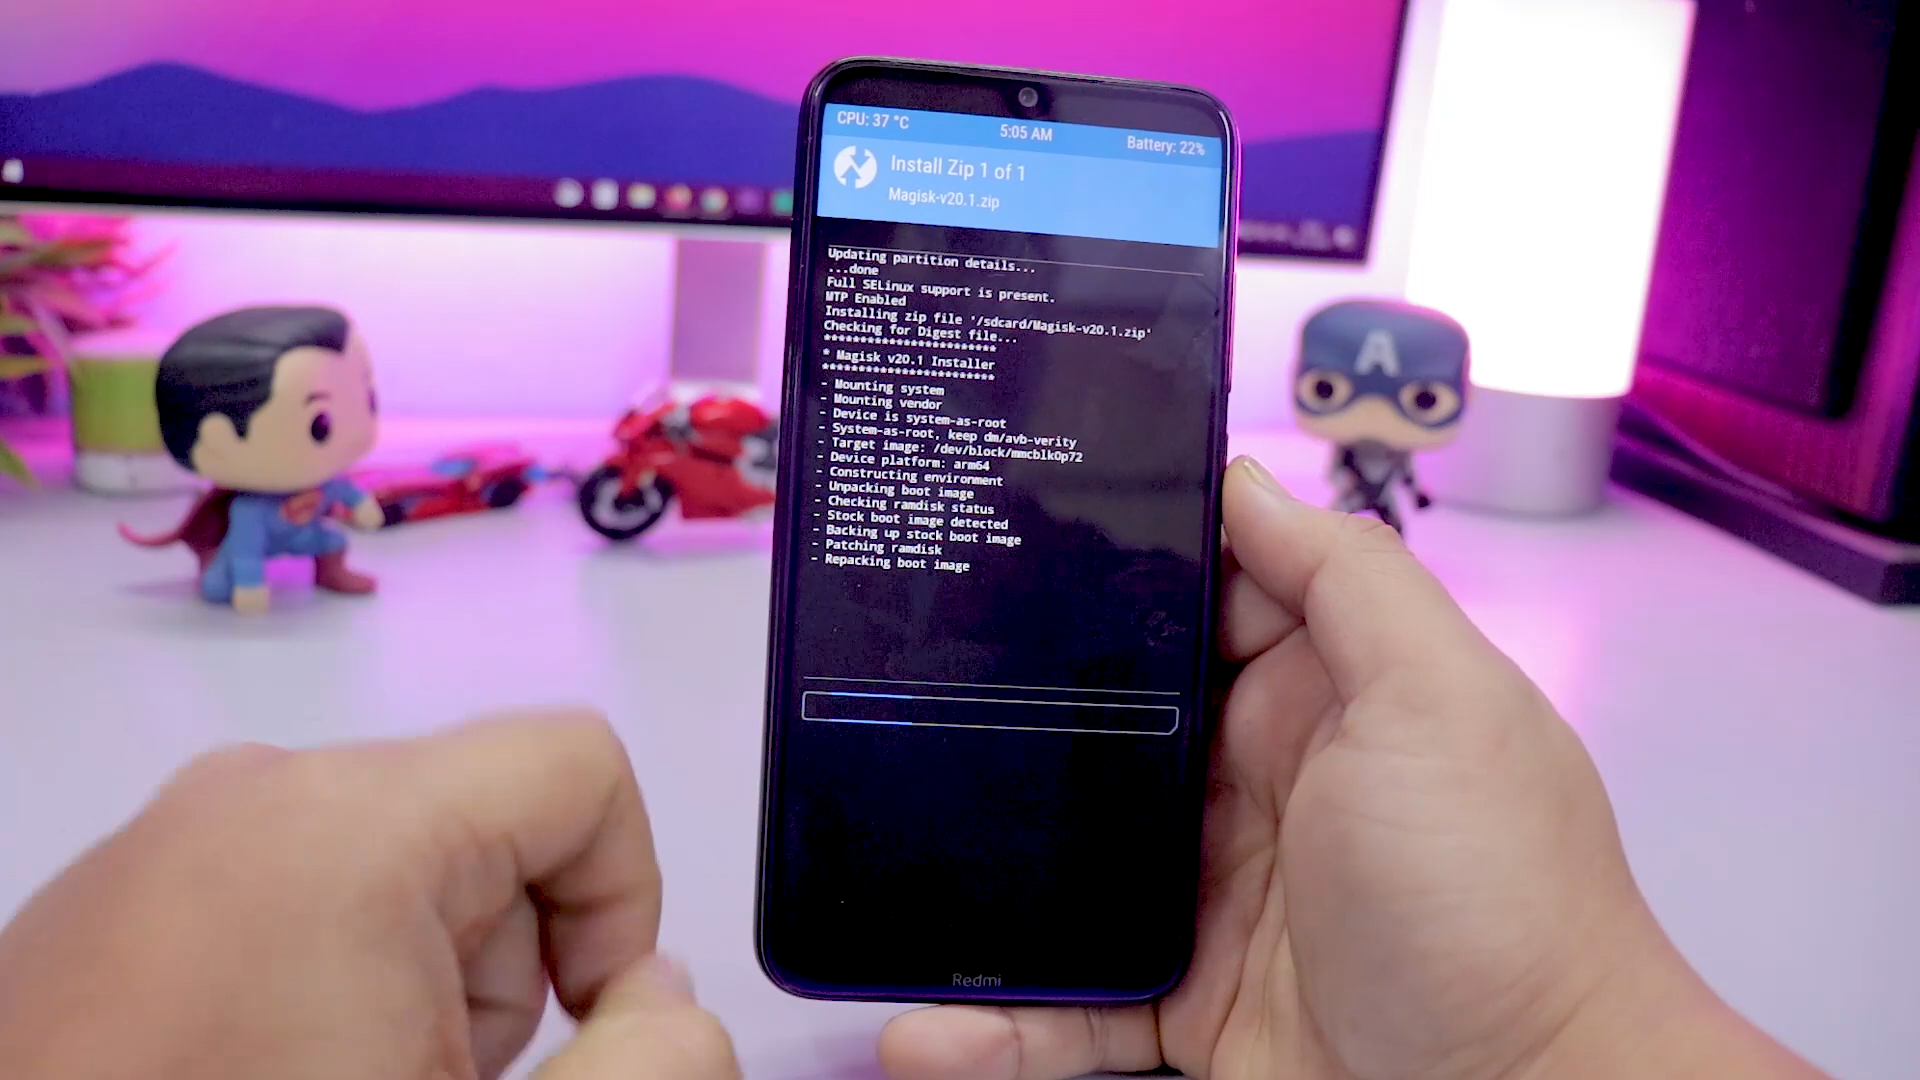 CPU: 37 °C
5:05 AM
Battery: 22%
Install Zip 1 of 1
Magisk-v20.1.zip
Updating partition details...
...done
Full SELinux support is present.
MTP Enabled
Installing zip file '/sdcard/Magisk-v20.1.zip'
Checking for Digest file...
************************
* Magisk v20.1 Installer
************************
- Mounting system
- Mounting vendor
- Device is system-as-root
- System-as-root, keep dm/avb-verity
- Target image: /dev/block/mmcblk0p72
- Device platform: arm64
- Constructing environment
- Unpacking boot image
- Checking ramdisk status
- Stock boot image detected
- Backing up stock boot image
- Patching ramdisk
- Repacking boot image
Redmi
A